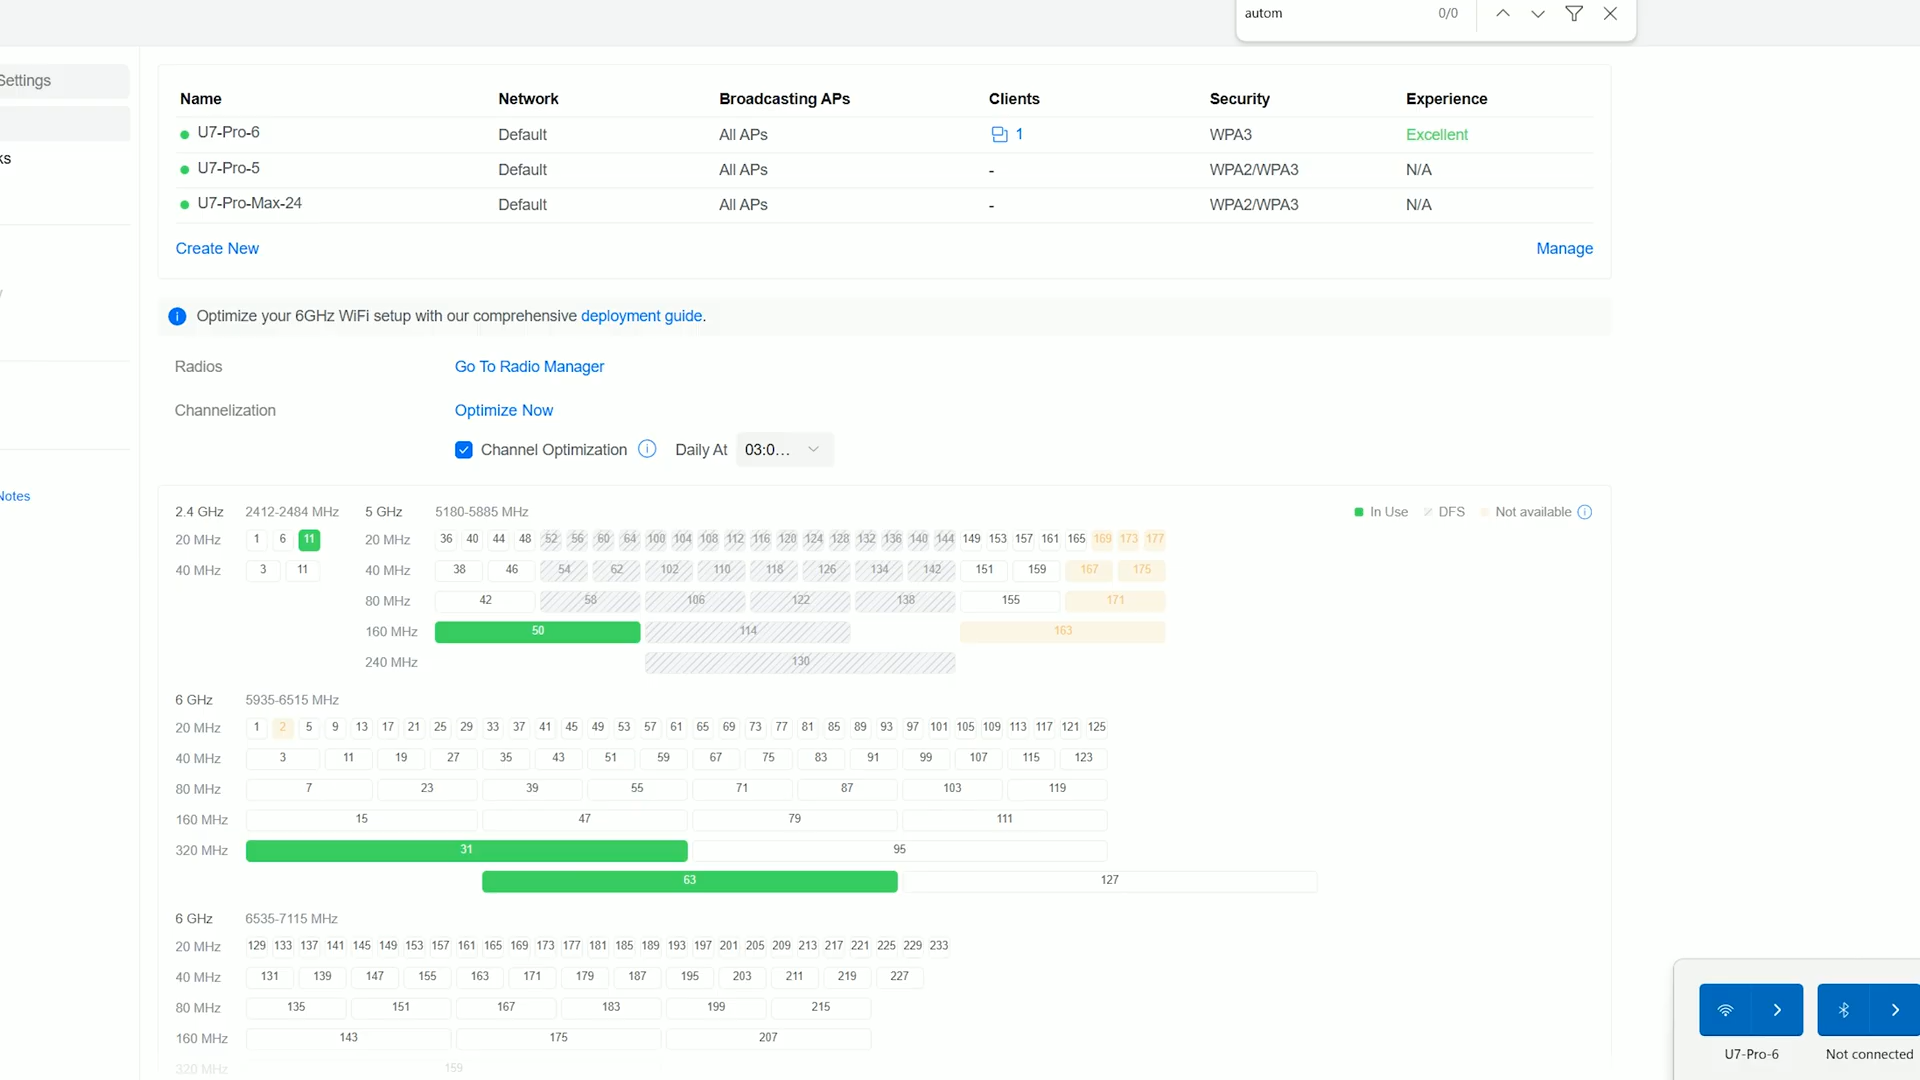 autom 0/0
Settings
ks
Name Network Broadcasting APs Clients Security Experience
U7-Pro-6 Default All APs 1 WPA3 Excellent
U7-Pro-5 Default All APs - WPA2/WPA3 N/A
U7-Pro-Max-24 Default All APs - WPA2/WPA3 N/A
Create New Manage
Optimize your 6GHz WiFi setup with our comprehensive deployment guide.
Radios Go To Radio Manager
Channelization Optimize Now
Channel Optimization Daily At 03:0...
Notes
2.4 GHz 2412-2484 MHz 5 GHz 5180-5885 MHz In Use DFS Not available
20 MHz 1 6 11 20 MHz 36 40 44 48 52 56 60 64 100 104 108 112 116 120 124 128 132 136 140 144 149 153 157 161 165 169 173 177
40 MHz 3 11 40 MHz 38 46 54 62 102 110 118 126 134 142 151 159 167 175
80 MHz 42 58 106 122 138 155 171
160 MHz 50 114 163
240 MHz 130
6 GHz 5935-6515 MHz
20 MHz 1 2 5 9 13 17 21 25 29 33 37 41 45 49 53 57 61 65 69 73 77 81 85 89 93 97 101 105 109 113 117 121 125
40 MHz 3 11 19 27 35 43 51 59 67 75 83 91 99 107 115 123
80 MHz 7 23 39 55 71 87 103 119
160 MHz 15 47 79 111
320 MHz 31 95
63 127
6 GHz 6535-7115 MHz
20 MHz 129 133 137 141 145 149 153 157 161 165 169 173 177 181 185 189 193 197 201 205 209 213 217 221 225 229 233
40 MHz 131 139 147 155 163 171 179 187 195 203 211 219 227
80 MHz 135 151 167 183 199 215
160 MHz 143 175 207
320 MHz 159
U7-Pro-6 Not connected